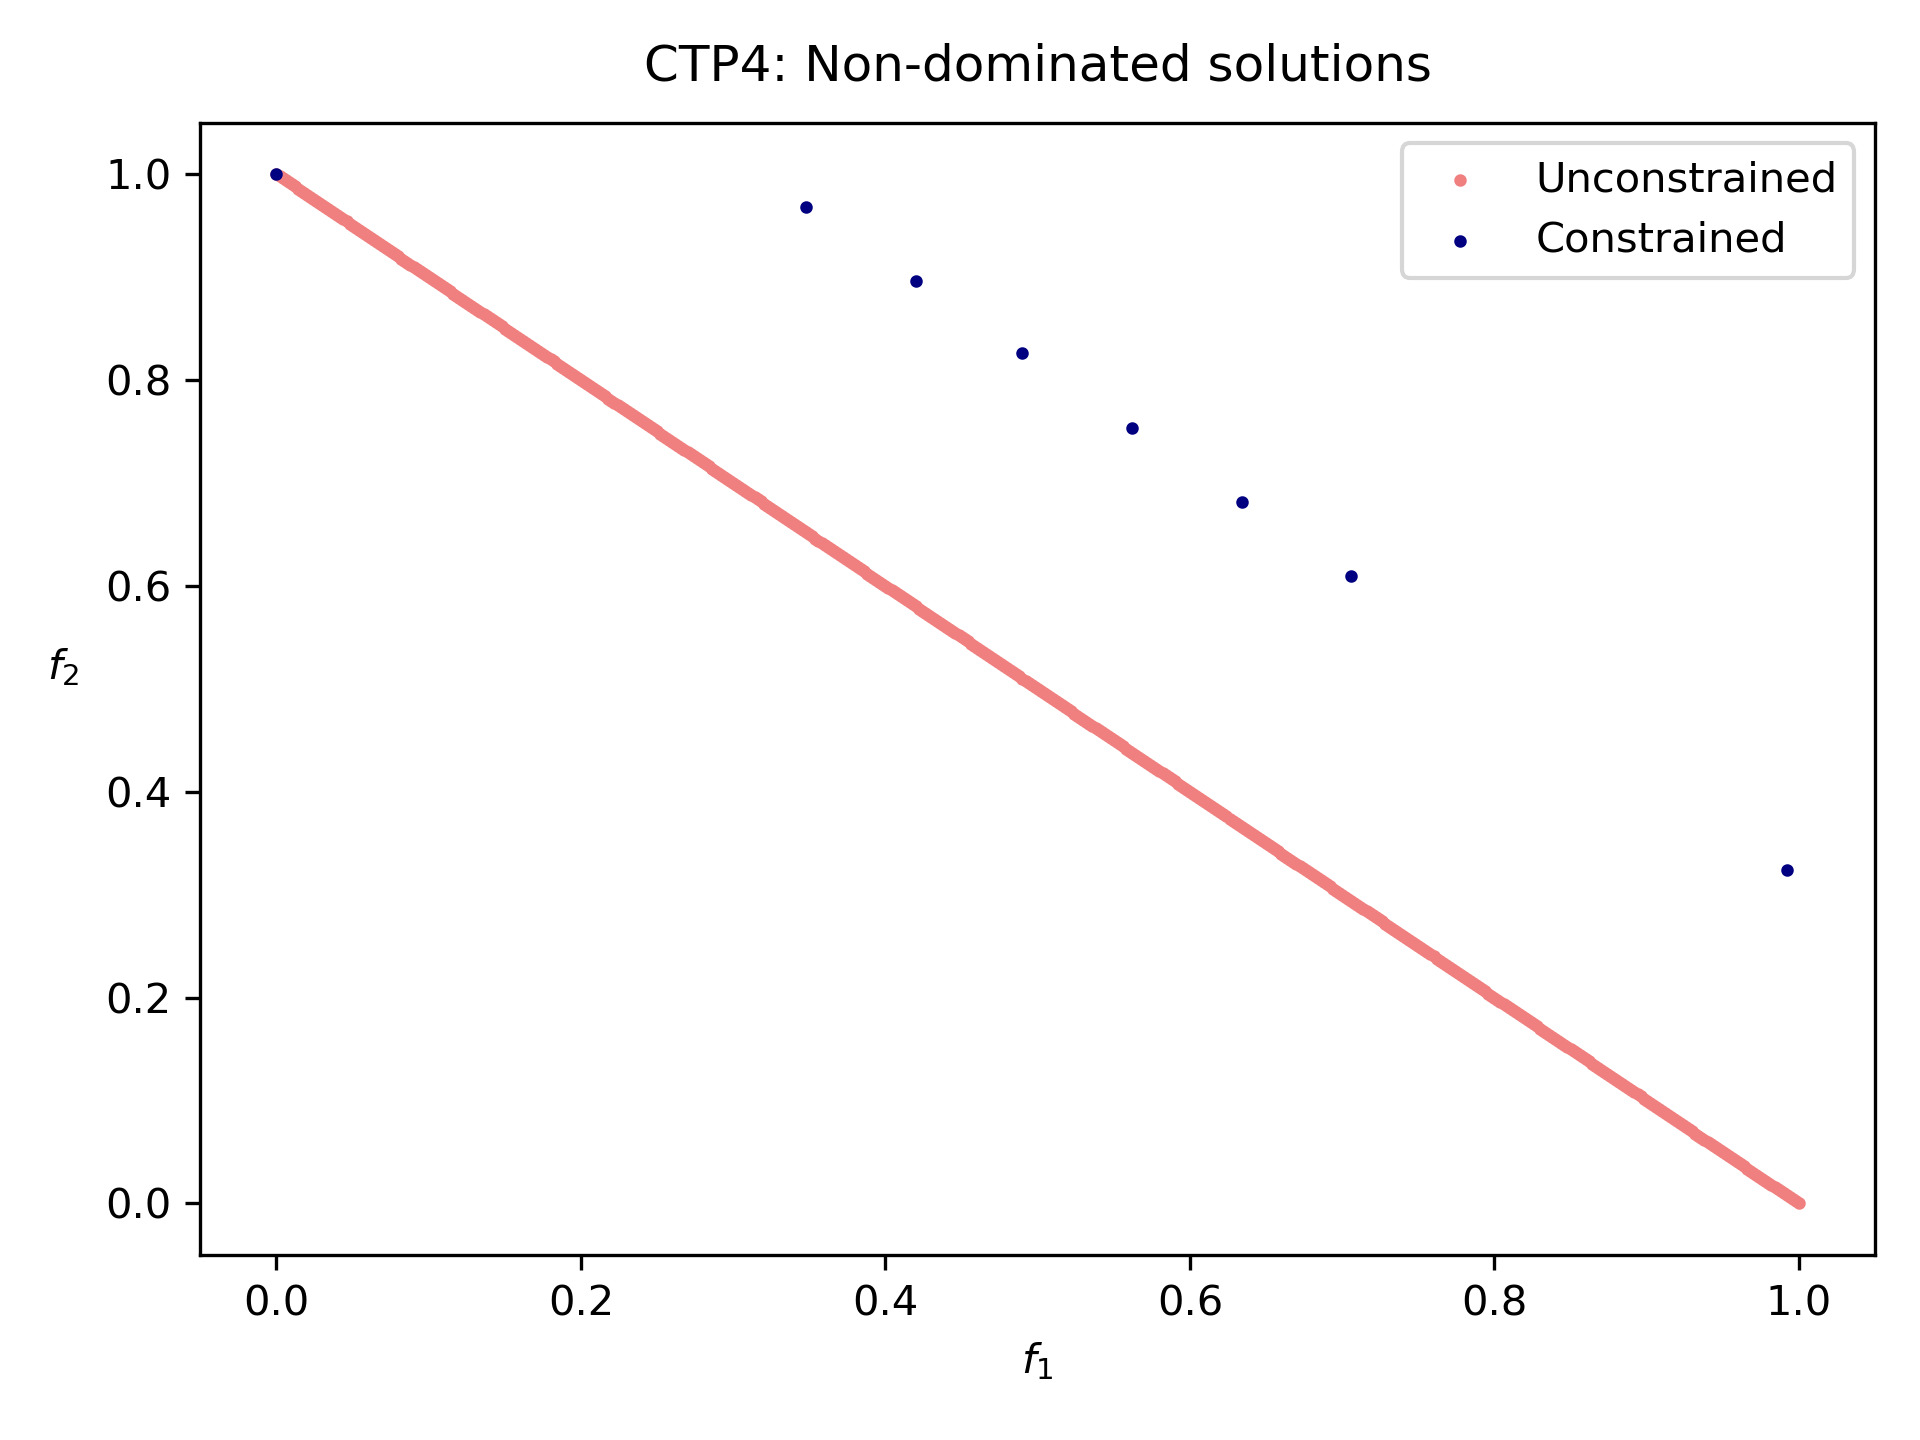 CTP4: Non-dominated solutions
Unconstrained
Constrained
1.0
0.8
0.6
0.4
0.2
0.0
f₂
0.0 0.2 0.4 0.6 0.8 1.0
f₁